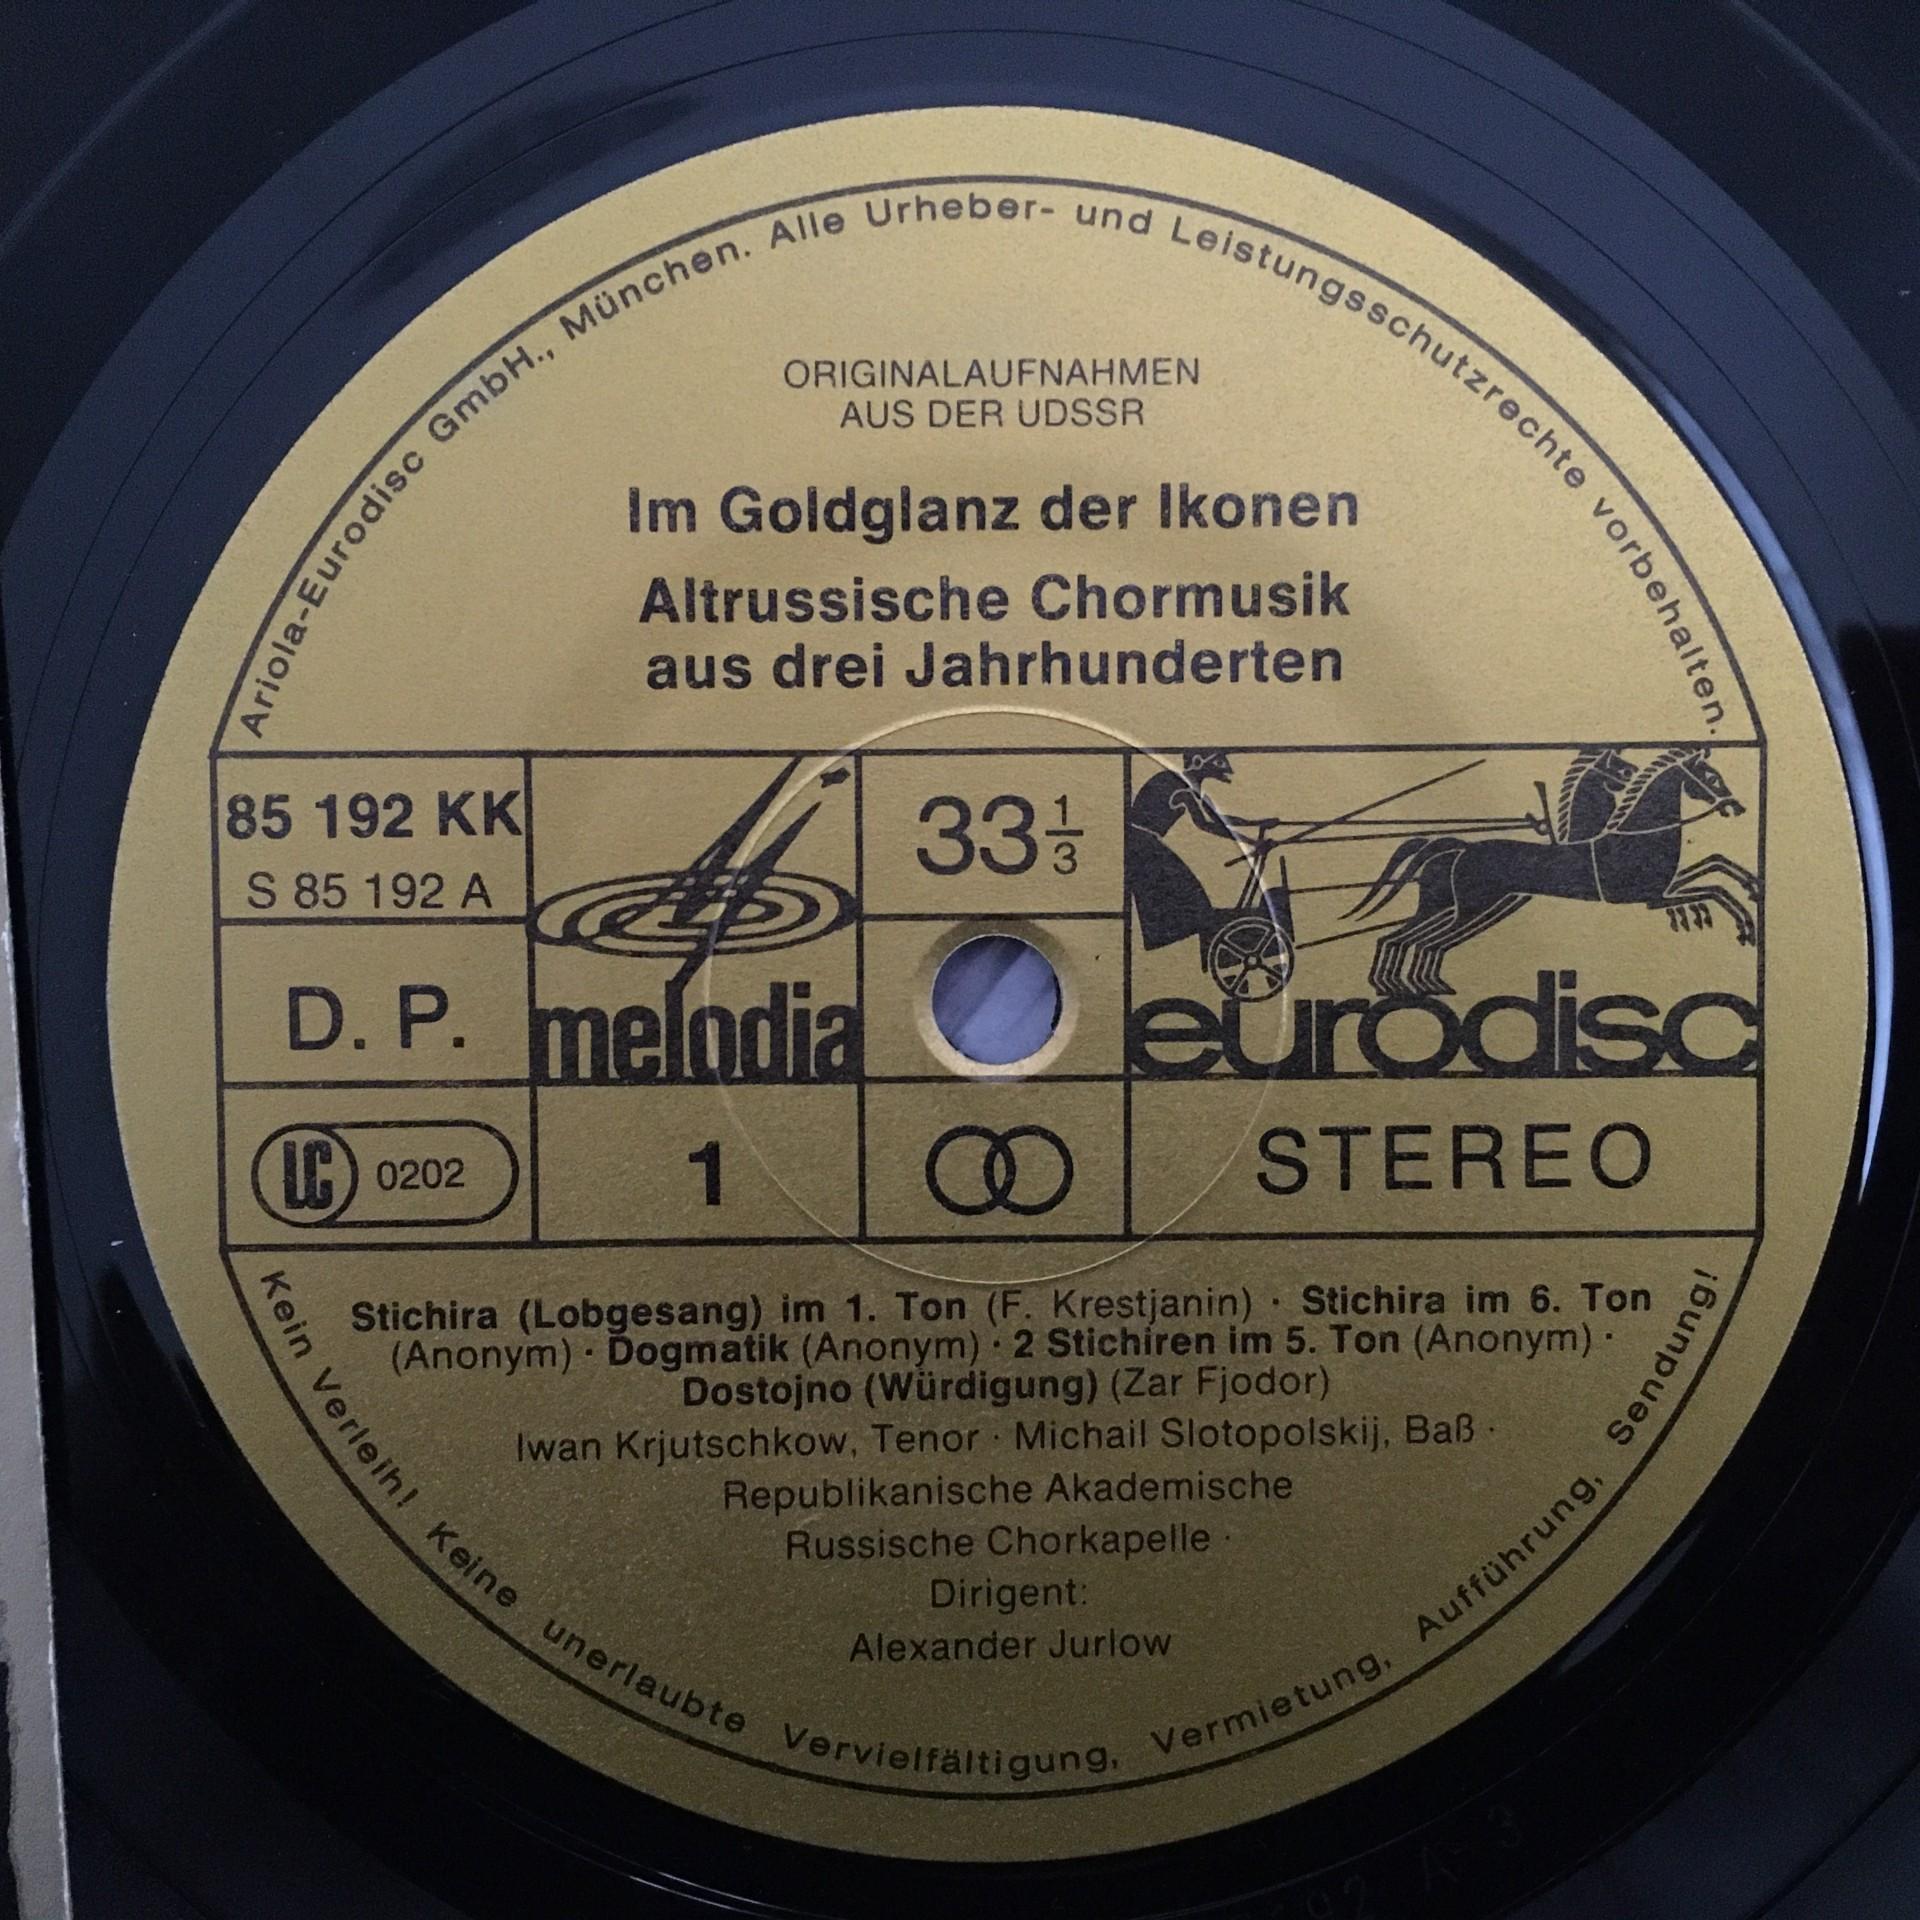 Ariola-Eurodisc GmbH., München. Alle Urheber- und Leistungsschutzrechte vorbehalten.
ORIGINALAUFNAHMEN
AUS DER UDSSR
Im Goldglanz der Ikonen
Altrussische Chormusik
aus drei Jahrhunderten
85 192 KK
S 85 192 A
D. P.
LC 0202
melodia
1
33 1/3
eurodisc
STEREO
Stichira (Lobgesang) im 1. Ton (F. Krestjanin) · Stichira im 6. Ton
(Anonym) · Dogmatik (Anonym) · 2 Stichiren im 5. Ton (Anonym) ·
Dostojno (Würdigung) (Zar Fjodor)
Iwan Krjutschkow, Tenor · Michail Slotopolskij, Baß ·
Republikanische Akademische
Russische Chorkapelle ·
Dirigent:
Alexander Jurlow
Kein Verleih! Keine unerlaubte Vervielfältigung, Vermietung, Aufführung, Sendung!